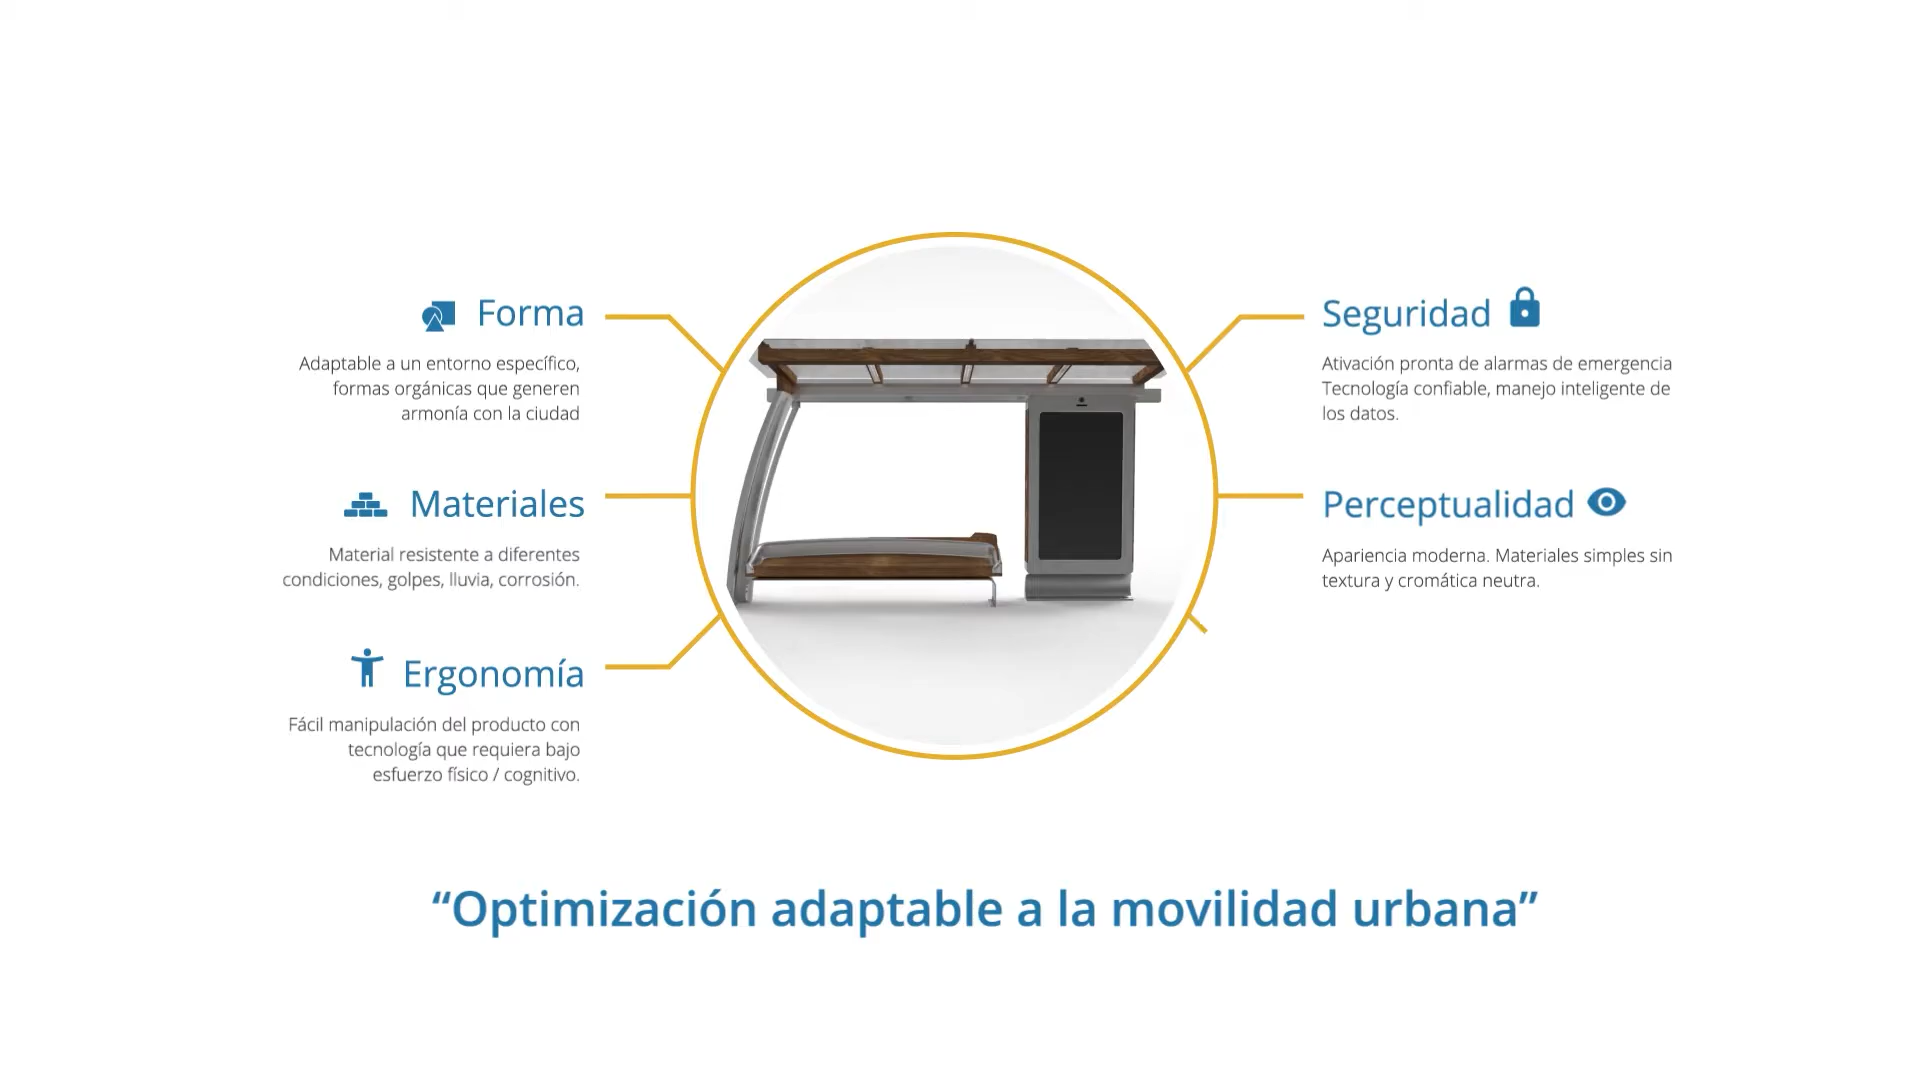 Forma
Adaptable a un entorno específico,
formas orgánicas que generen
armonía con la ciudad
Materiales
Material resistente a diferentes
condiciones, golpes, lluvia, corrosión.
Ergonomía
Fácil manipulación del producto con
tecnología que requiera bajo
esfuerzo físico / cognitivo.
Seguridad
Ativación pronta de alarmas de emergencia
Tecnología confiable, manejo inteligente de
los datos.
Perceptualidad
Apariencia moderna. Materiales simples sin
textura y cromática neutra.
“Optimización adaptable a la movilidad urbana”